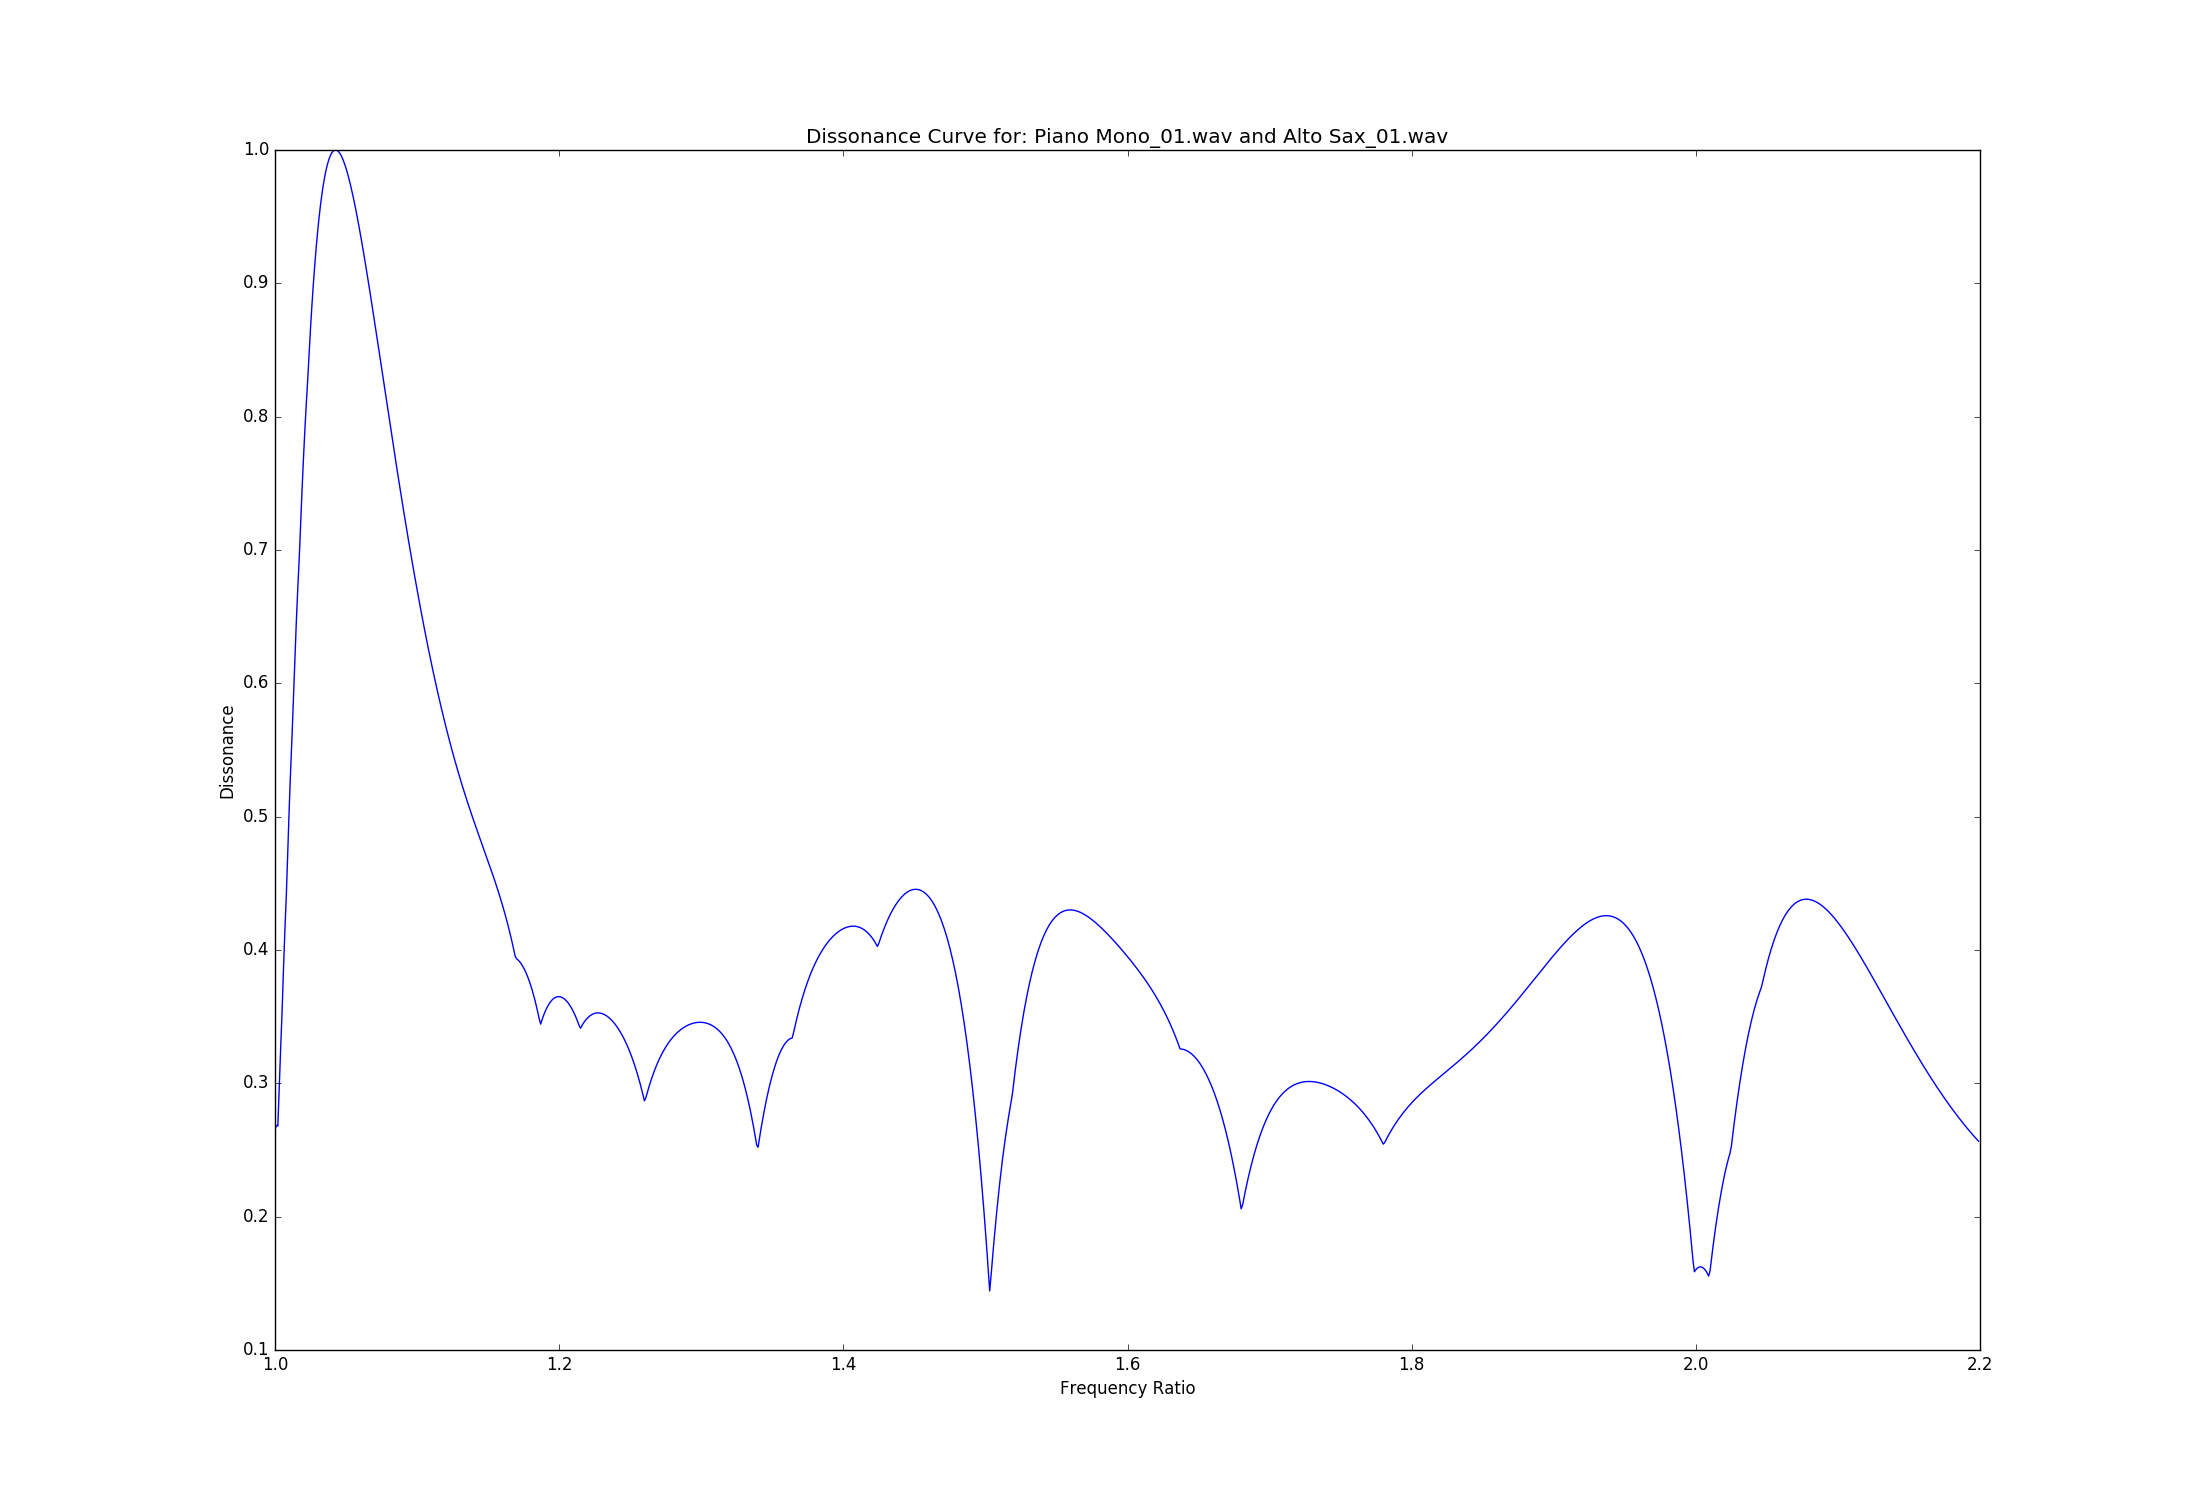 Dissonance Curve for: Piano Mono_01.wav and Alto Sax_01.wav
1.0
0.9
0.8
0.7
0.6
0.5
0.4
0.3
0.2
0.1
Dissonance
1.0 1.2 1.4 1.6 1.8 2.0 2.2
Frequency Ratio